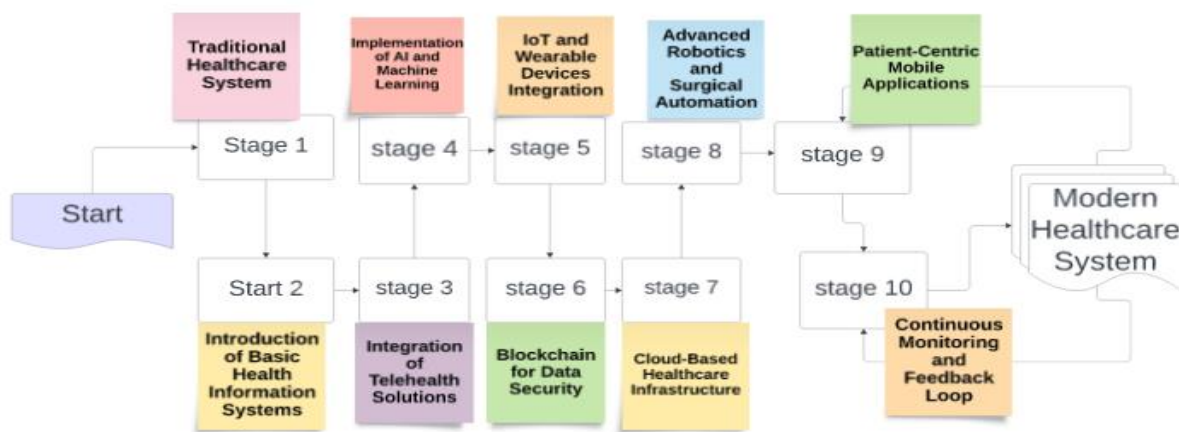 Traditional
Healthcare
System
Implementation
of AI and
Machine
Learning
IoT and
Wearable
Devices
Integration
Advanced
Robotics
and
Surgical
Automation
Patient-Centric
Mobile
Applications
Stage 1
stage 4
stage 5
stage 8
stage 9
Start
Modern
Healthcare
System
Start 2
stage 3
stage 6
stage 7
stage 10
Introduction
of Basic
Health
Information
Systems
Integration
of
Telehealth
Solutions
Blockchain
for Data
Security
Cloud-Based
Healthcare
Infrastructure
Continuous
Monitoring
and
Feedback
Loop